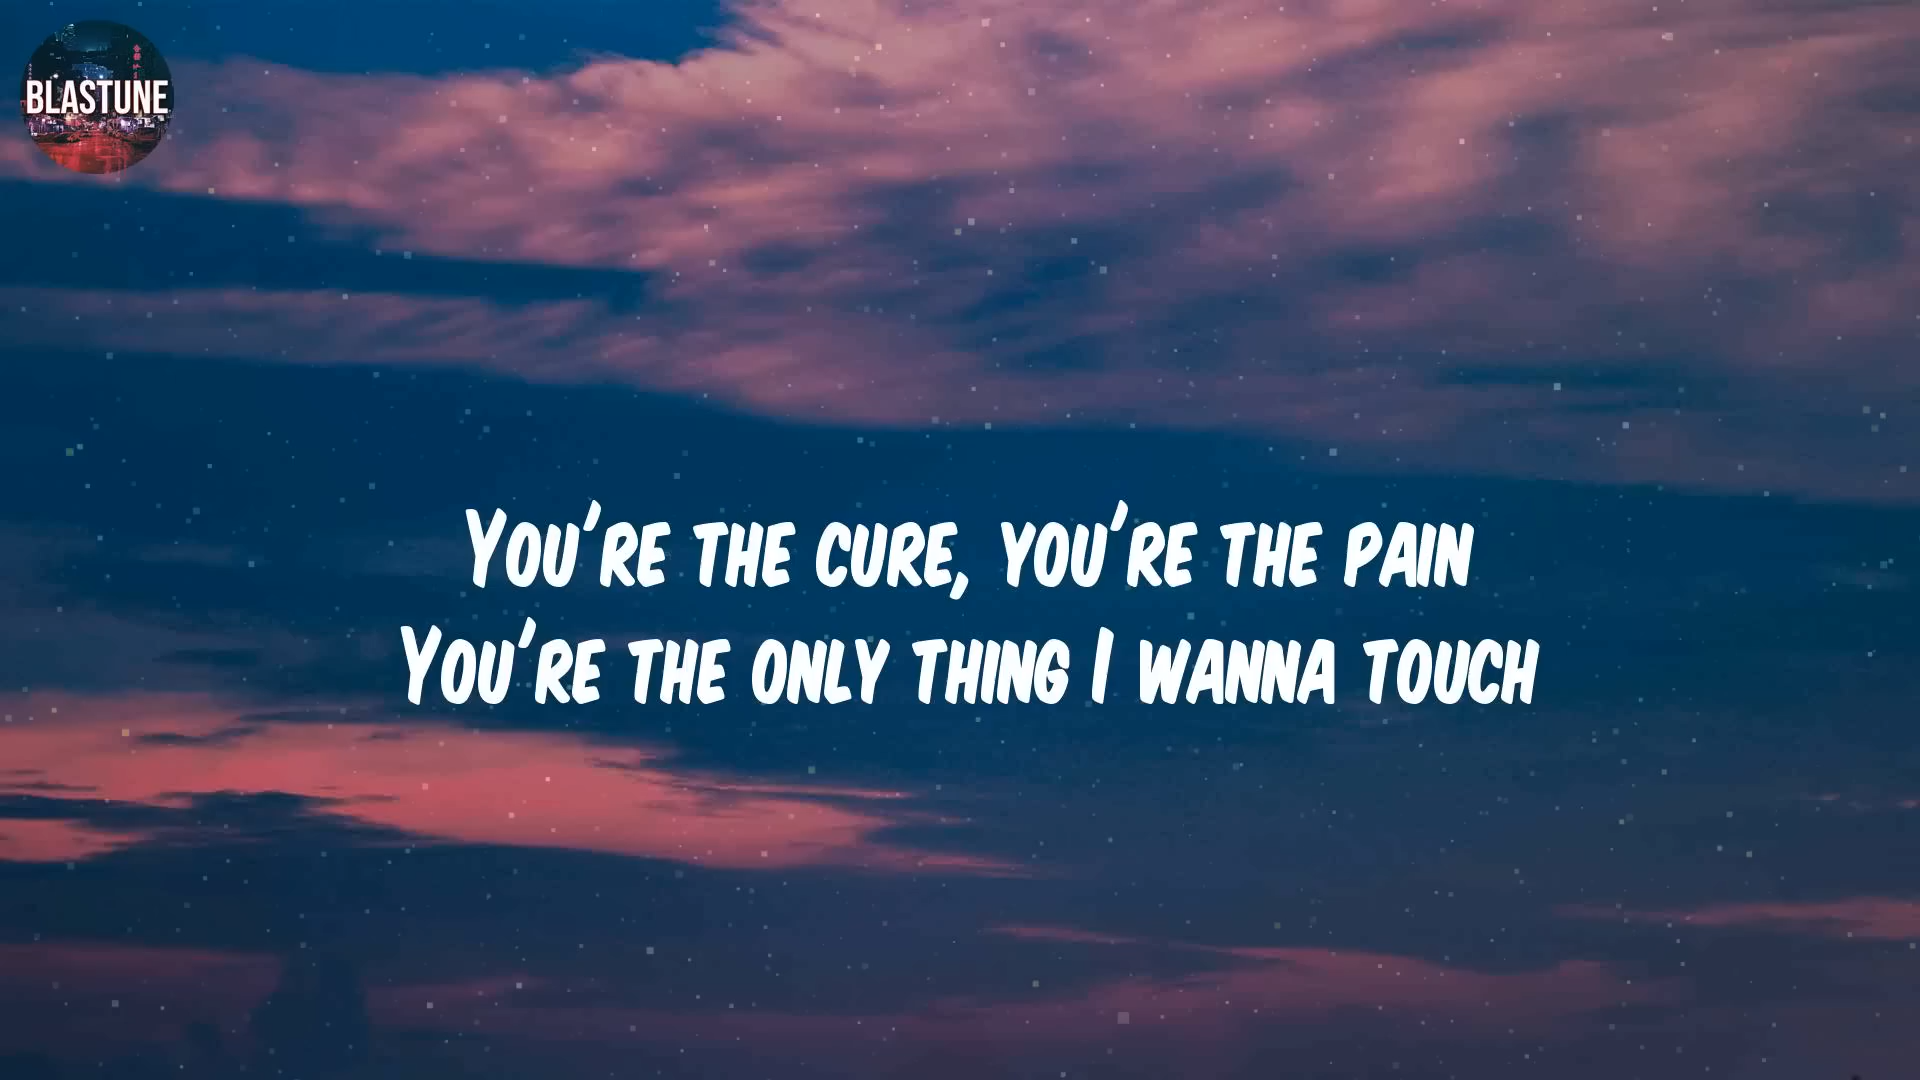 BLASTUNE
YOU'RE THE CURE, YOU'RE THE PAIN
YOU'RE THE ONLY THING I WANNA TOUCH